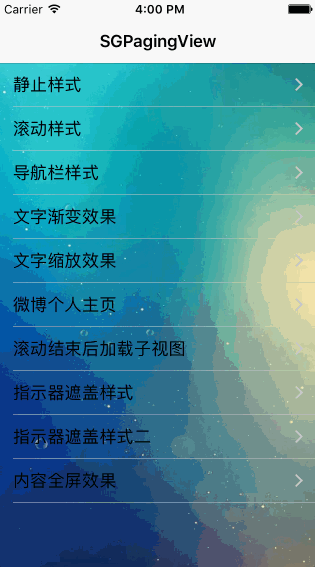 Carrier 4:00 PM
SGPagingView
静止样式
滚动样式
导航栏样式
文字渐变效果
文字缩放效果
微博个人主页
滚动结束后加载子视图
指示器遮盖样式
指示器遮盖样式二
内容全屏效果